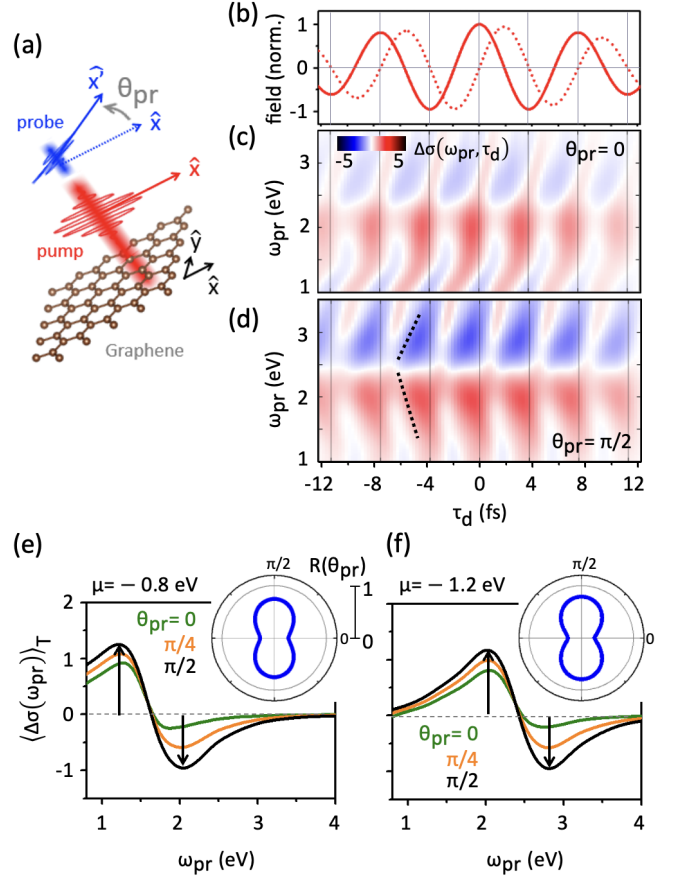 (a)
x̂'
θpr
probe
x̂
x̂
pump
ŷ
x̂
Graphene
(b)
field (norm.)
1
0
-1
(c)
-5
5
Δσ(ωpr,τd)
θpr= 0
ωpr (eV)
3
2
1
(d)
ωpr (eV)
3
2
1
θpr= π/2
-12 -8 -4 0 4 8 12
τd (fs)
(e)
μ= − 0.8 eV
π/2
R(θpr)
1
0
0
θpr= 0
π/4
π/2
⟨Δσ(ωpr)⟩T
2
1
0
-1
1 2 3 4
ωpr (eV)
(f)
μ= − 1.2 eV
π/2
0
θpr= 0
π/4
π/2
1 2 3 4
ωpr (eV)